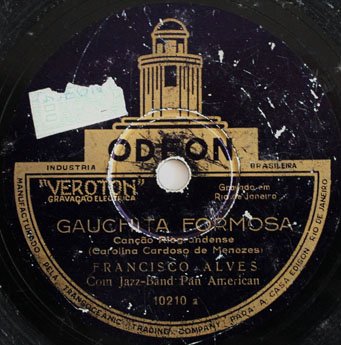 ODEON
INDUSTRIA BRASILEIRA
"VEROTON"
GRAVAÇÃO ELECTRICA
Gravado em
Rio de Janeiro
GAUCHITA FORMOSA
Canção Riograndense
(Carolina Cardoso de Menezes)
FRANCISCO ALVES
Com Jazz-Band Pan American
10210 a
MANUFACTURADO PELA TRANSOCEANIC TRADING COMPANY PARA A CASA EDISON RIO DE JANEIRO